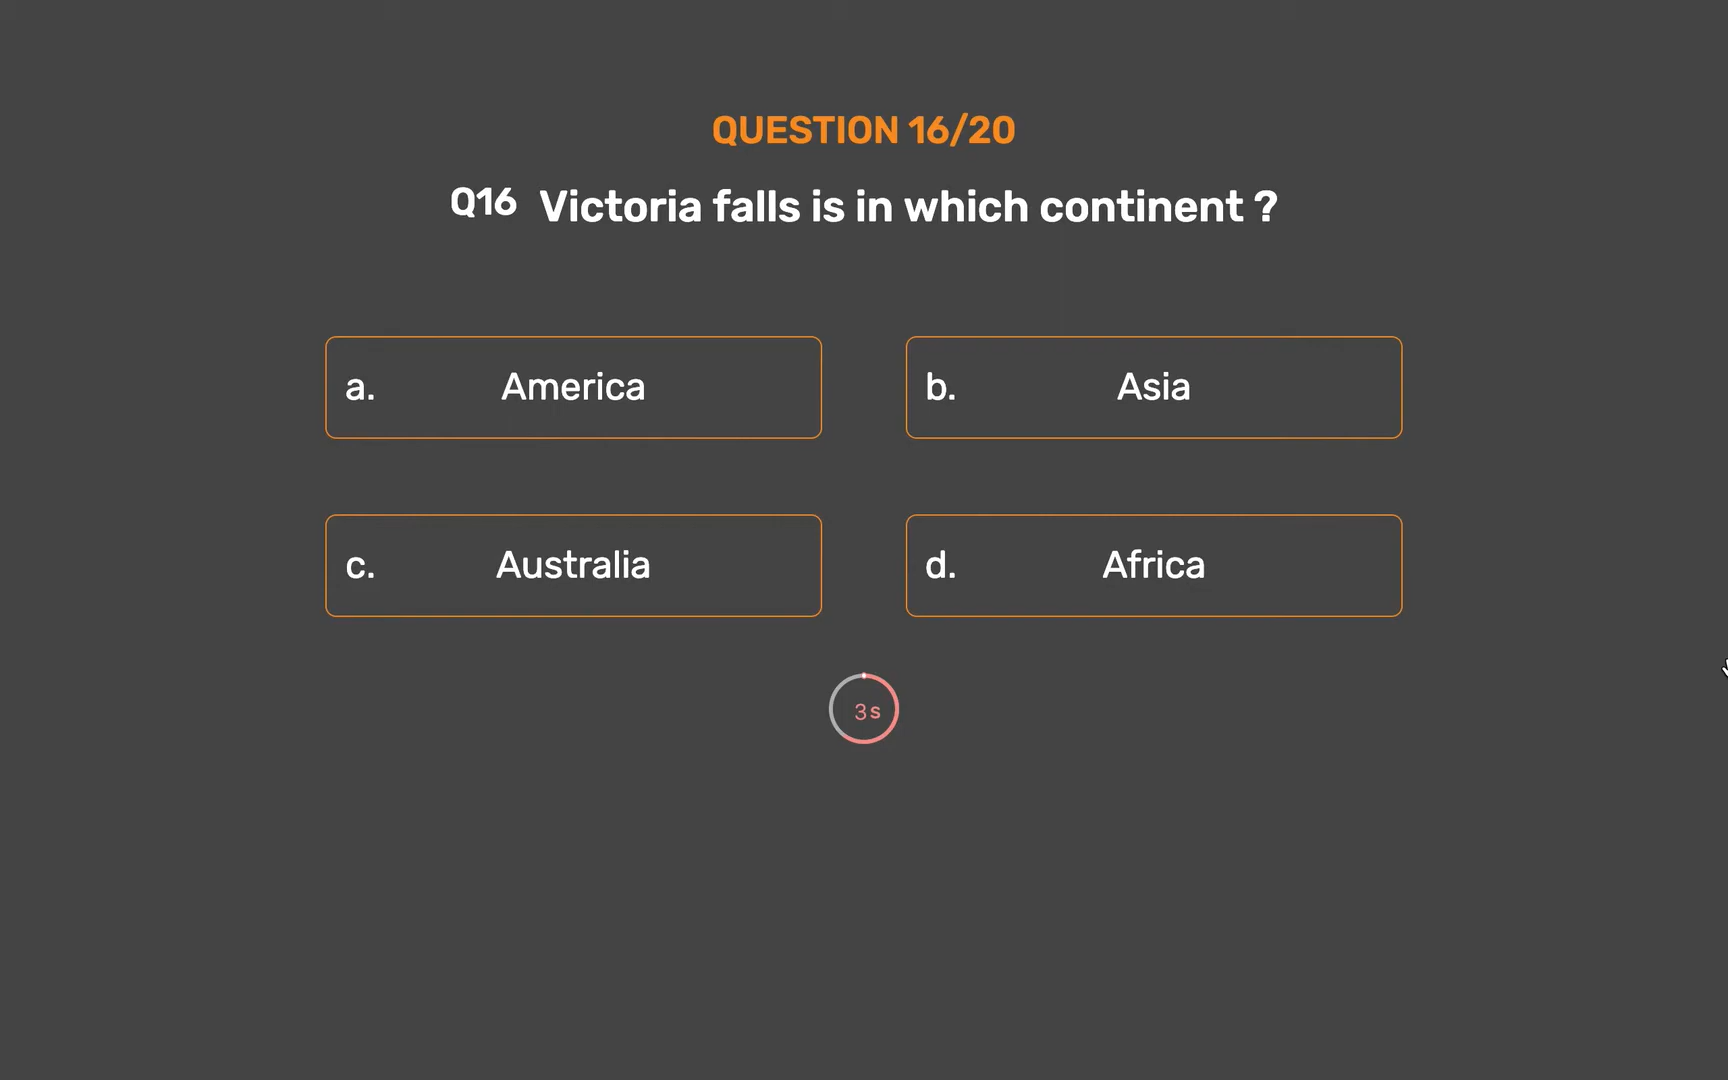 QUESTION 16/20
Q16 Victoria falls is in which continent ?
a. America
b. Asia
c. Australia
d. Africa
3s